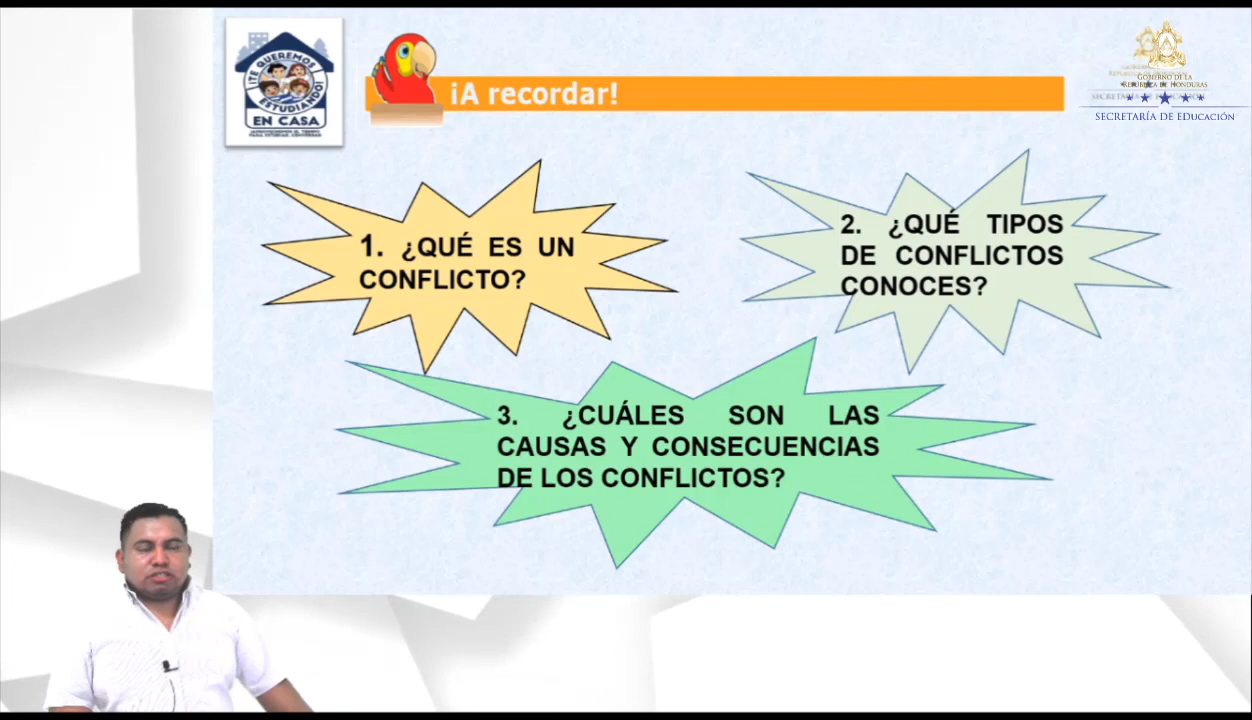 ¡TE QUEREMOS
ESTUDIANDO!
EN CASA
¡A recordar!
GOBIERNO DE LA
REPÚBLICA DE HONDURAS
SECRETARÍA DE EDUCACIÓN
1. ¿QUÉ ES UN
CONFLICTO?
2. ¿QUÉ TIPOS
DE CONFLICTOS
CONOCES?
3. ¿CUÁLES SON LAS
CAUSAS Y CONSECUENCIAS
DE LOS CONFLICTOS?